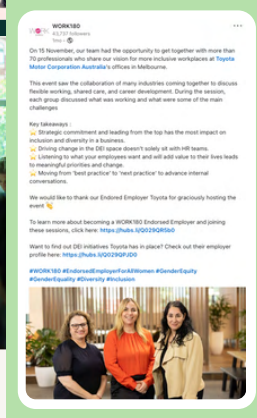 WORK180
43,737 followers
1mo •
On 15 November, our team had the opportunity to get together with more than
70 professionals who share our vision for more inclusive workplaces at Toyota
Motor Corporation Australia's offices in Melbourne.
This event saw the collaboration of many industries coming together to discuss
flexible working, shared care, and career development. During the session,
each group discussed what was working and what were some of the main
challenges
Key takeaways :
Strategic commitment and leading from the top has the most impact on
inclusion and diversity in a business.
Driving change in the DEI space doesn't solely sit with HR teams.
Listening to what your employees want and will add value to their lives leads
to meaningful priorities and change.
Moving from 'best practice' to 'next practice' to advance internal
conversations.
We would like to thank our Endored Employer Toyota for graciously hosting the
event
To learn more about becoming a WORK180 Endorsed Employer and joining
these sessions, click here: https://hubs.li/Q029QR5b0
Want to find out DEI initiatives Toyota has in place? Check out their employer
profile here: https://hubs.li/Q029QPJD0
#WORK180 #EndorsedEmployerForAllWomen #GenderEquity
#GenderEquality #Diversity #Inclusion